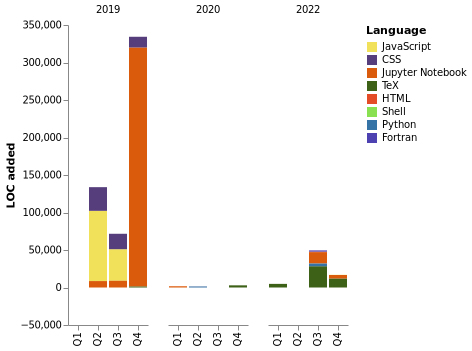 2019 2020 2022
350,000
300,000
250,000
200,000
150,000
100,000
50,000
0
−50,000
LOC added
Q1 Q2 Q3 Q4 Q1 Q2 Q3 Q4 Q1 Q2 Q3 Q4
Language
JavaScript
CSS
Jupyter Notebook
TeX
HTML
Shell
Python
Fortran